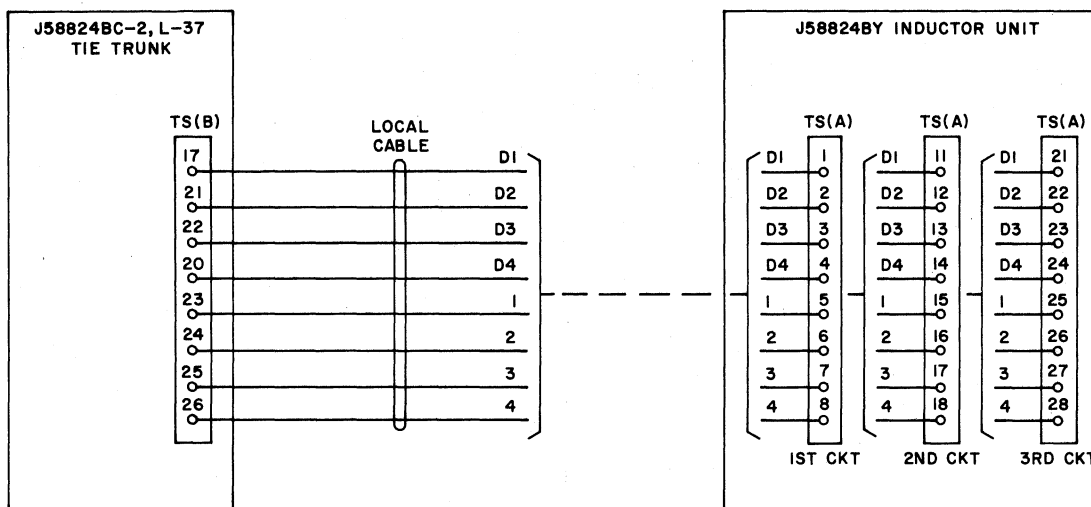 J58824BC-2, L-37
TIE TRUNK
TS(B)
17
21
22
20
23
24
25
26
LOCAL
CABLE
D1
D2
D3
D4
1
2
3
4
J58824BY INDUCTOR UNIT
TS(A)
D1 1
D2 2
D3 3
D4 4
1 5
2 6
3 7
4 8
1ST CKT
TS(A)
D1 11
D2 12
D3 13
D4 14
1 15
2 16
3 17
4 18
2ND CKT
TS(A)
D1 21
D2 22
D3 23
D4 24
1 25
2 26
3 27
4 28
3RD CKT